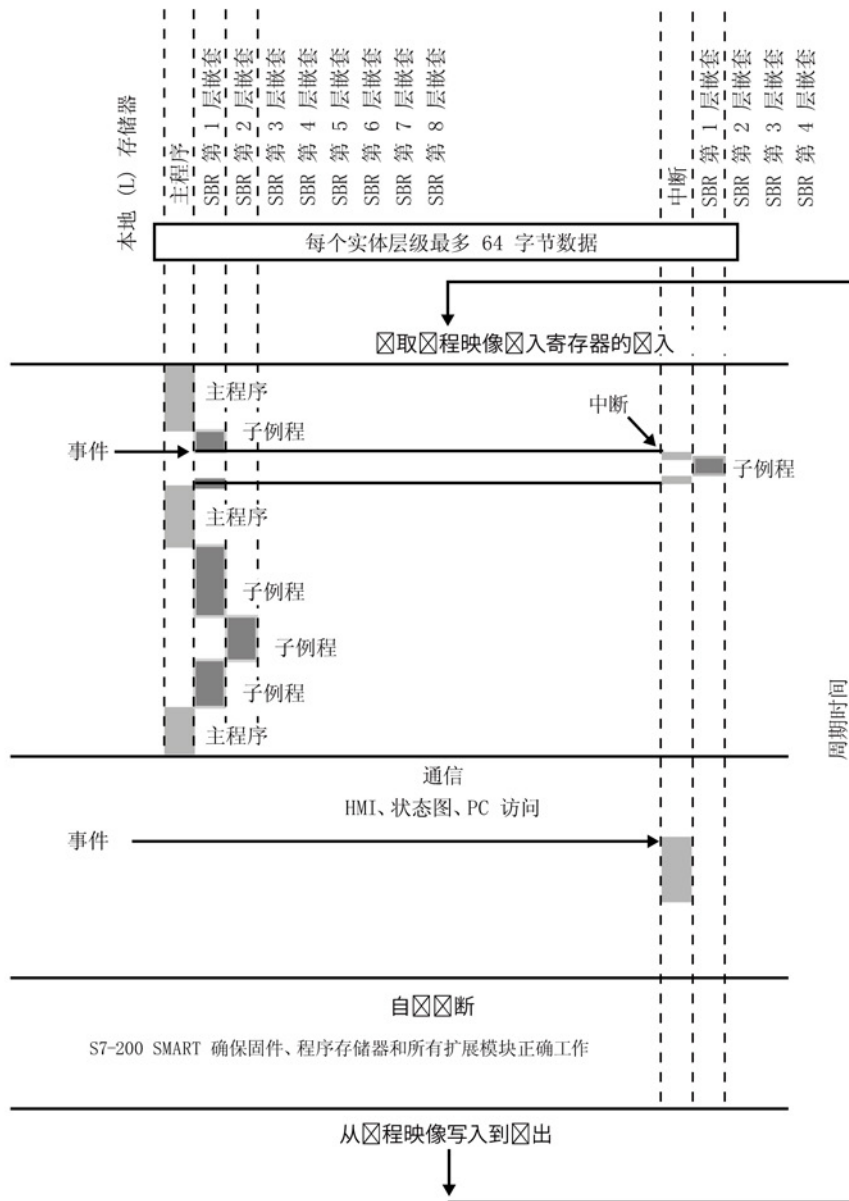 本地 (L) 存储器
主程序
SBR 第 1 层嵌套
SBR 第 2 层嵌套
SBR 第 3 层嵌套
SBR 第 4 层嵌套
SBR 第 5 层嵌套
SBR 第 6 层嵌套
SBR 第 7 层嵌套
SBR 第 8 层嵌套
中断
SBR 第 1 层嵌套
SBR 第 2 层嵌套
SBR 第 3 层嵌套
SBR 第 4 层嵌套
每个实体层级最多 64 字节数据
取程映像入寄存器的入
主程序
中断
子例程
事件
子例程
主程序
子例程
子例程
子例程
主程序
周期时间
通信
HMI、状态图、PC 访问
事件
自断
S7-200 SMART 确保固件、程序存储器和所有扩展模块正确工作
从程映像写入到出